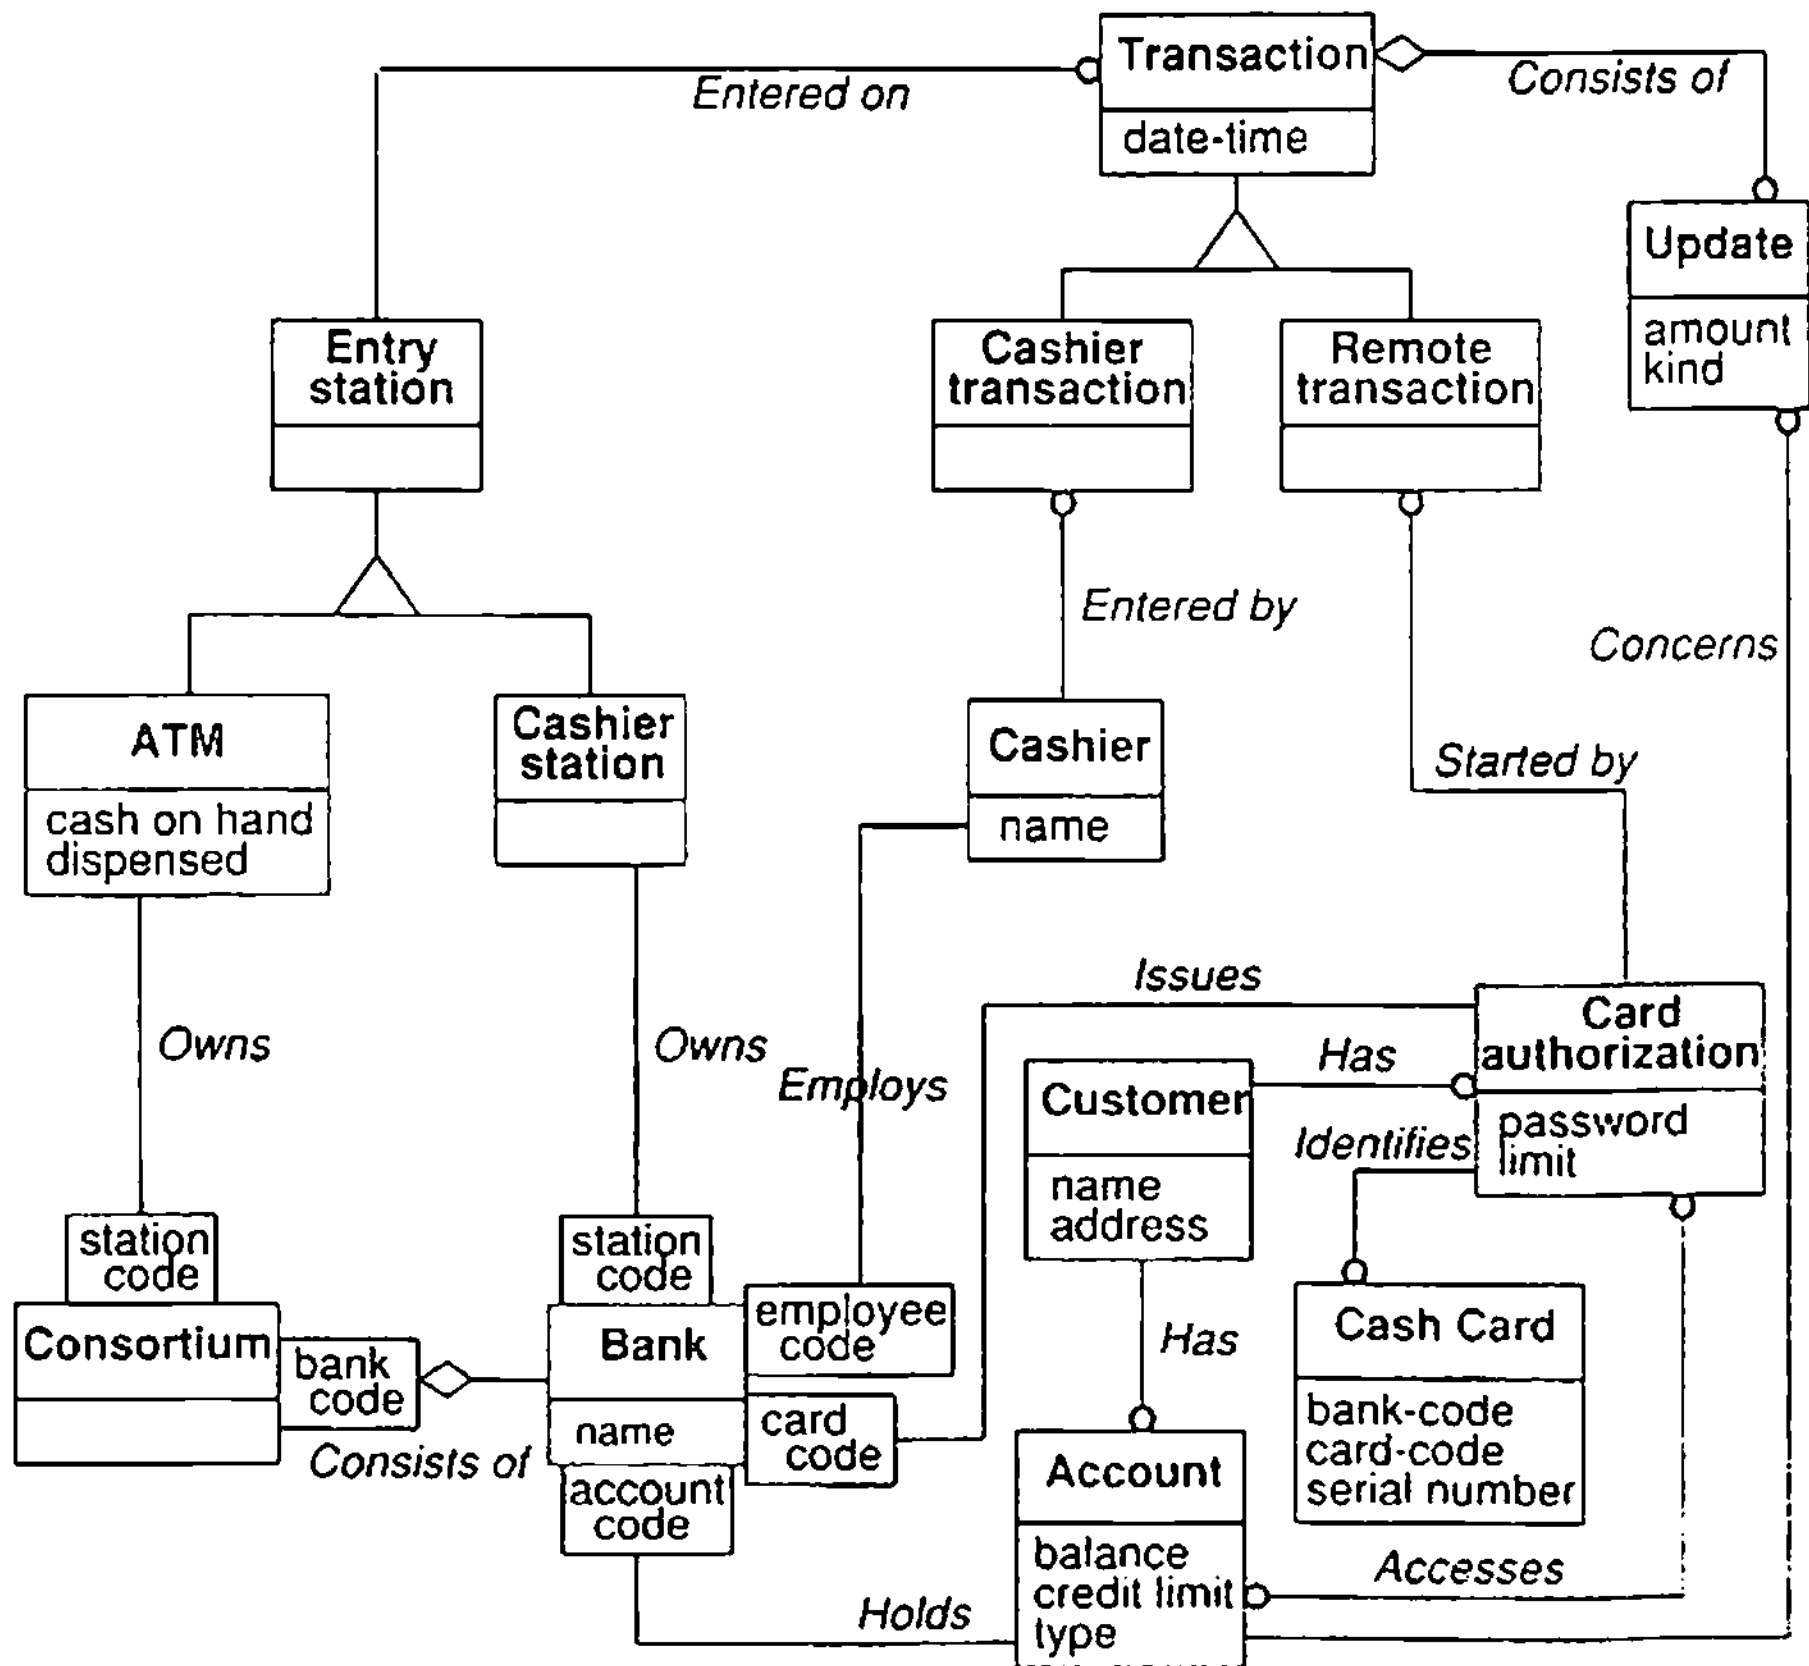 Transaction
date-time
Entered on
Consists of
Update
amount
kind
Entry
station
Cashier
transaction
Remote
transaction
Entered by
Concerns
ATM
cash on hand
dispensed
Cashier
station
Cashier
name
Started by
Owns
Owns
Employs
Issues
Card
authorization
password
limit
Has
Customer
name
address
Identifies
station
code
station
code
Consortium
bank
code
Consists of
Bank
name
employee
code
card
code
account
code
Has
Cash Card
bank-code
card-code
serial number
Account
balance
credit limit
type
Accesses
Holds